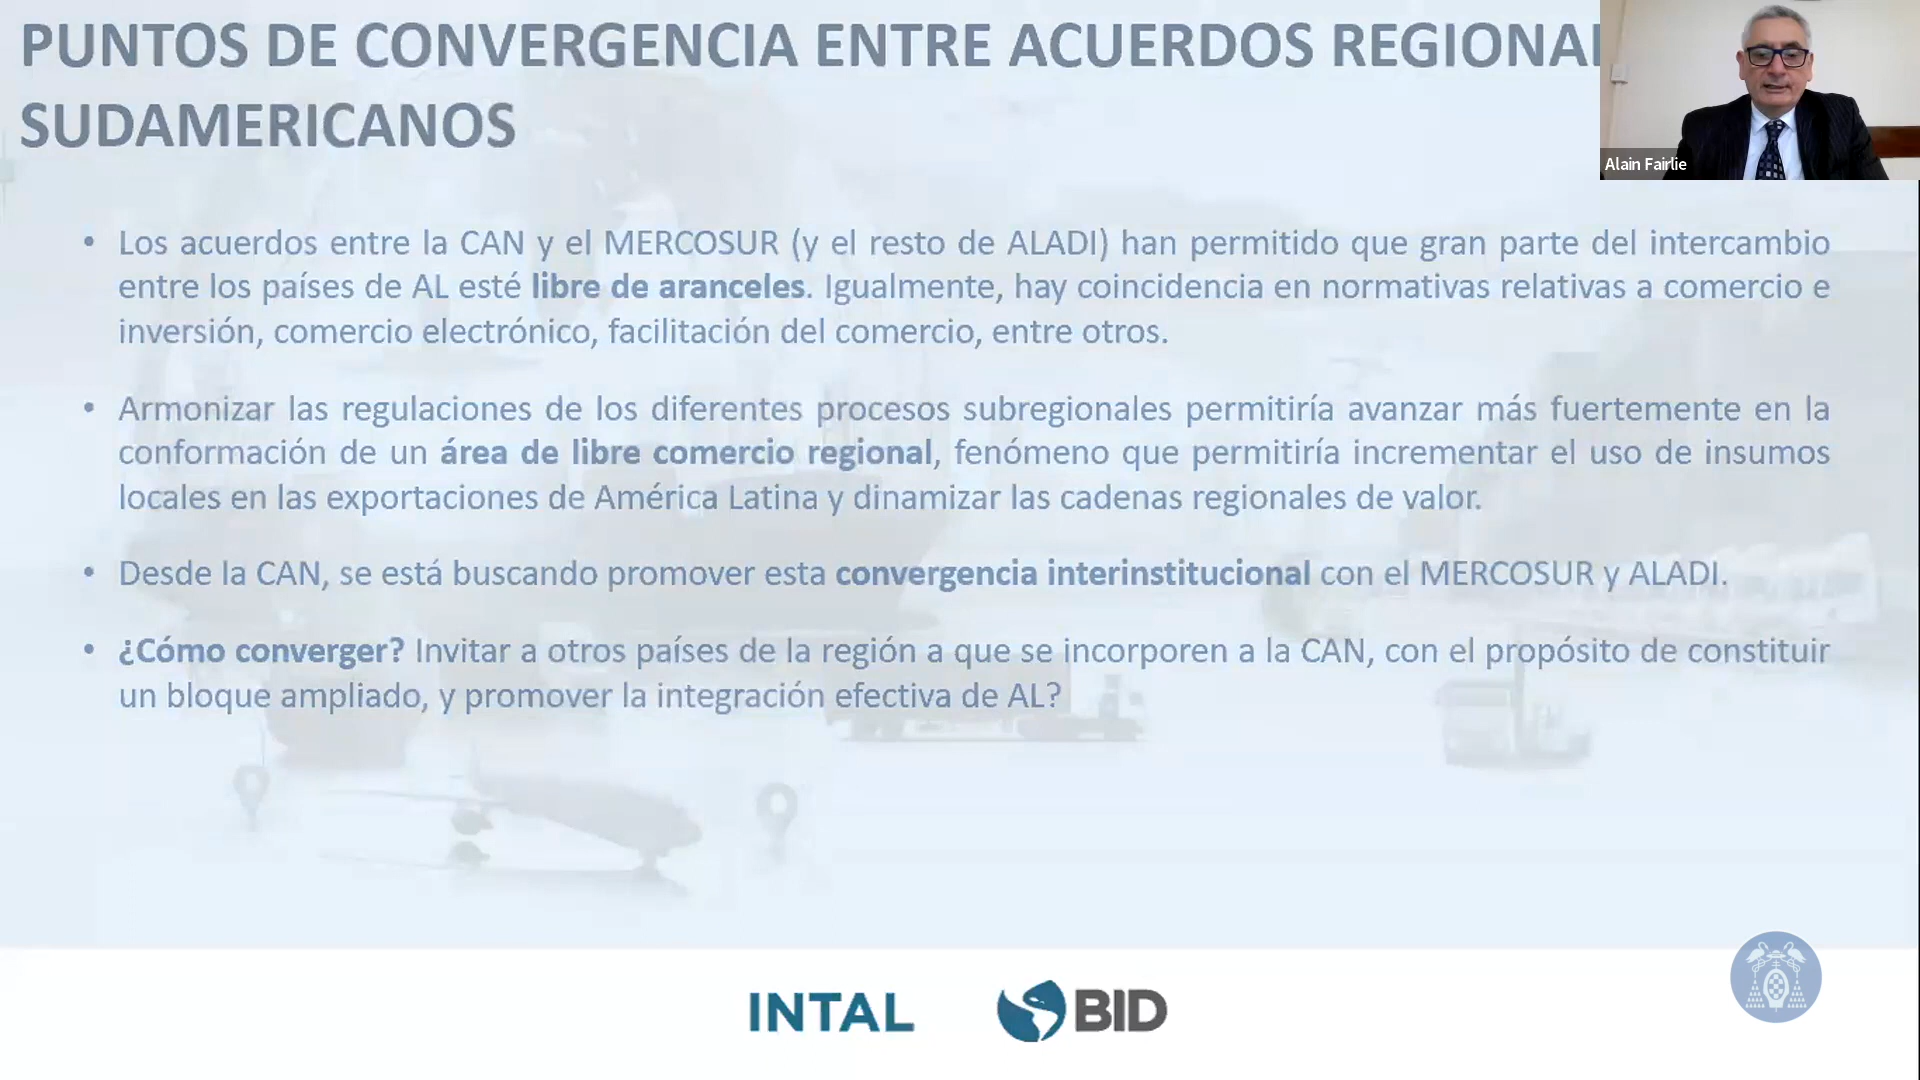 PUNTOS DE CONVERGENCIA ENTRE ACUERDOS REGIONA
SUDAMERICANOS
Alain Fairlie
• Los acuerdos entre la CAN y el MERCOSUR (y el resto de ALADI) han permitido que gran parte del intercambio
entre los países de AL esté libre de aranceles. Igualmente, hay coincidencia en normativas relativas a comercio e
inversión, comercio electrónico, facilitación del comercio, entre otros.
• Armonizar las regulaciones de los diferentes procesos subregionales permitiría avanzar más fuertemente en la
conformación de un área de libre comercio regional, fenómeno que permitiría incrementar el uso de insumos
locales en las exportaciones de América Latina y dinamizar las cadenas regionales de valor.
• Desde la CAN, se está buscando promover esta convergencia interinstitucional con el MERCOSUR y ALADI.
• ¿Cómo converger? Invitar a otros países de la región a que se incorporen a la CAN, con el propósito de constituir
un bloque ampliado, y promover la integración efectiva de AL?
INTAL BID